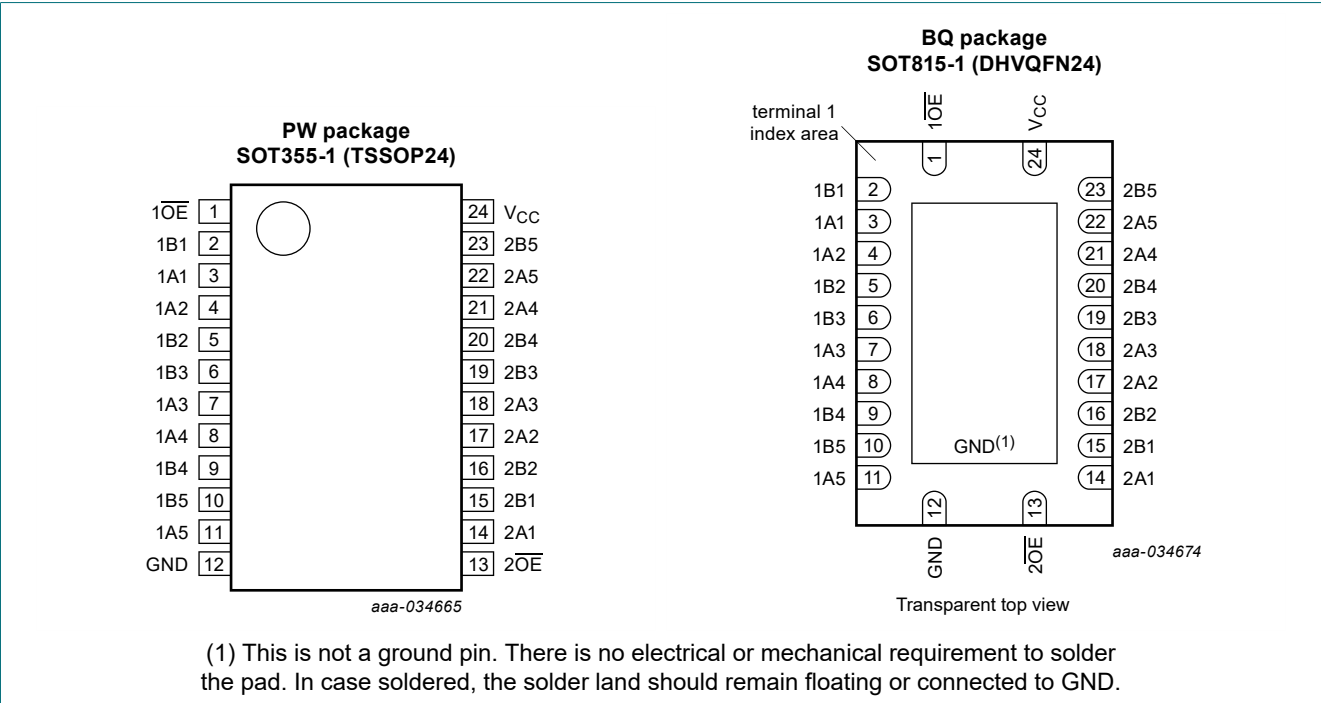 PW package
SOT355-1 (TSSOP24)
1O̅E̅ 1
1B1 2
1A1 3
1A2 4
1B2 5
1B3 6
1A3 7
1A4 8
1B4 9
1B5 10
1A5 11
GND 12
24 VCC
23 2B5
22 2A5
21 2A4
20 2B4
19 2B3
18 2A3
17 2A2
16 2B2
15 2B1
14 2A1
13 2O̅E̅
aaa-034665
BQ package
SOT815-1 (DHVQFN24)
terminal 1
index area
1O̅E̅
VCC
1
24
1B1 2
1A1 3
1A2 4
1B2 5
1B3 6
1A3 7
1A4 8
1B4 9
1B5 10
1A5 11
23 2B5
22 2A5
21 2A4
20 2B4
19 2B3
18 2A3
17 2A2
16 2B2
15 2B1
14 2A1
GND(1)
12
13
GND
2O̅E̅
aaa-034674
Transparent top view
(1) This is not a ground pin. There is no electrical or mechanical requirement to solder
the pad. In case soldered, the solder land should remain floating or connected to GND.